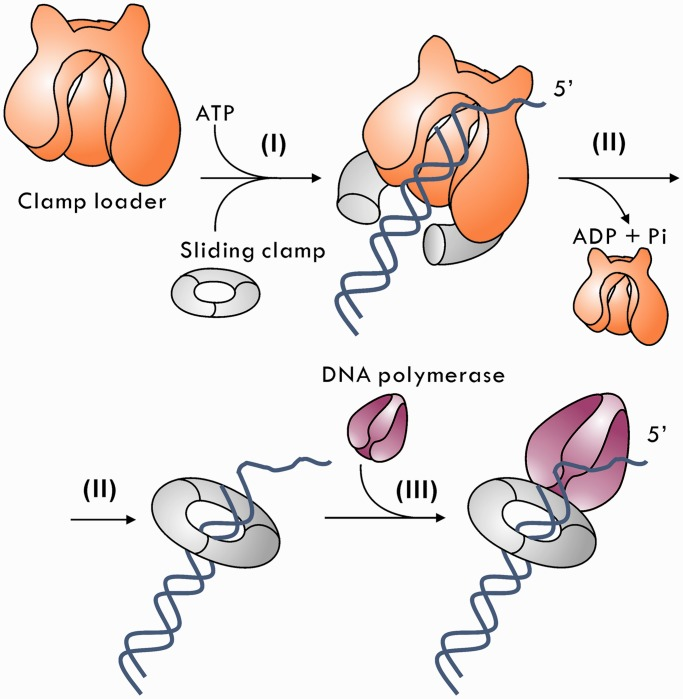 5’
ATP
(I)
(II)
Clamp loader
Sliding clamp
ADP + Pi
DNA polymerase
5’
(II)
(III)